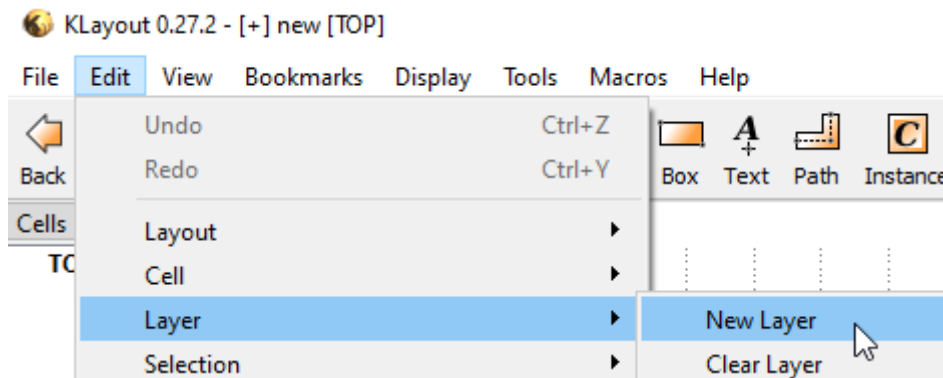 KLayout 0.27.2 - [+] new [TOP]
File Edit View Bookmarks Display Tools Macros Help
Undo Ctrl+Z
Redo Ctrl+Y
Back Box Text Path Instance
Cells
Layout
TO
Cell
Layer New Layer
Selection Clear Layer